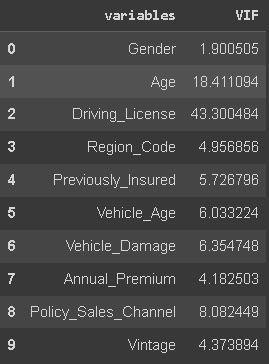 variables VIF
0 Gender 1.900505
1 Age 18.411094
2 Driving_License 43.300484
3 Region_Code 4.956856
4 Previously_Insured 5.726796
5 Vehicle_Age 6.033224
6 Vehicle_Damage 6.354748
7 Annual_Premium 4.182503
8 Policy_Sales_Channel 8.082449
9 Vintage 4.373894